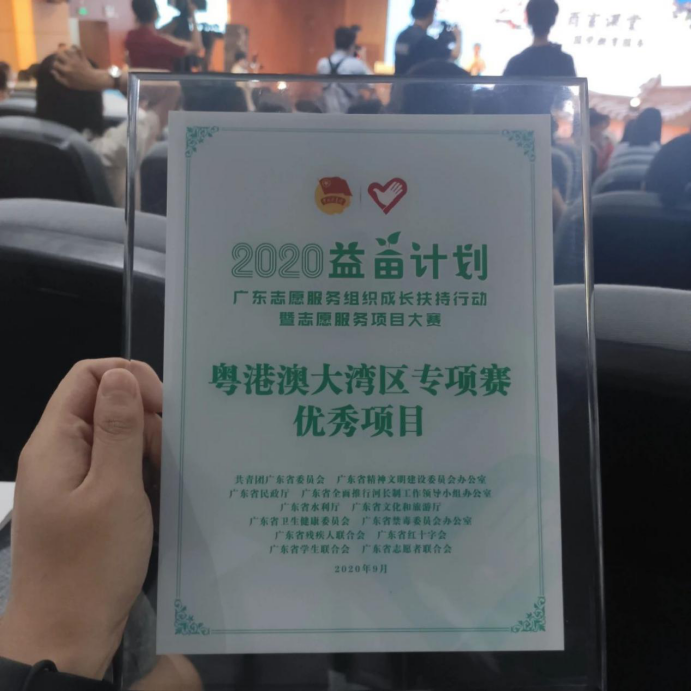 2020益苗计划
广东志愿服务组织成长扶持行动
暨志愿服务项目大赛
粤港澳大湾区专项赛
优秀项目
共青团广东省委员会 广东省精神文明建设委员会办公室
广东省民政厅 广东省全面推行河长制工作领导小组办公室
广东省水利厅 广东省文化和旅游厅
广东省卫生健康委员会 广东省禁毒委员会办公室
广东省残疾人联合会 广东省红十字会
广东省学生联合会 广东省志愿者联合会
2020年9月